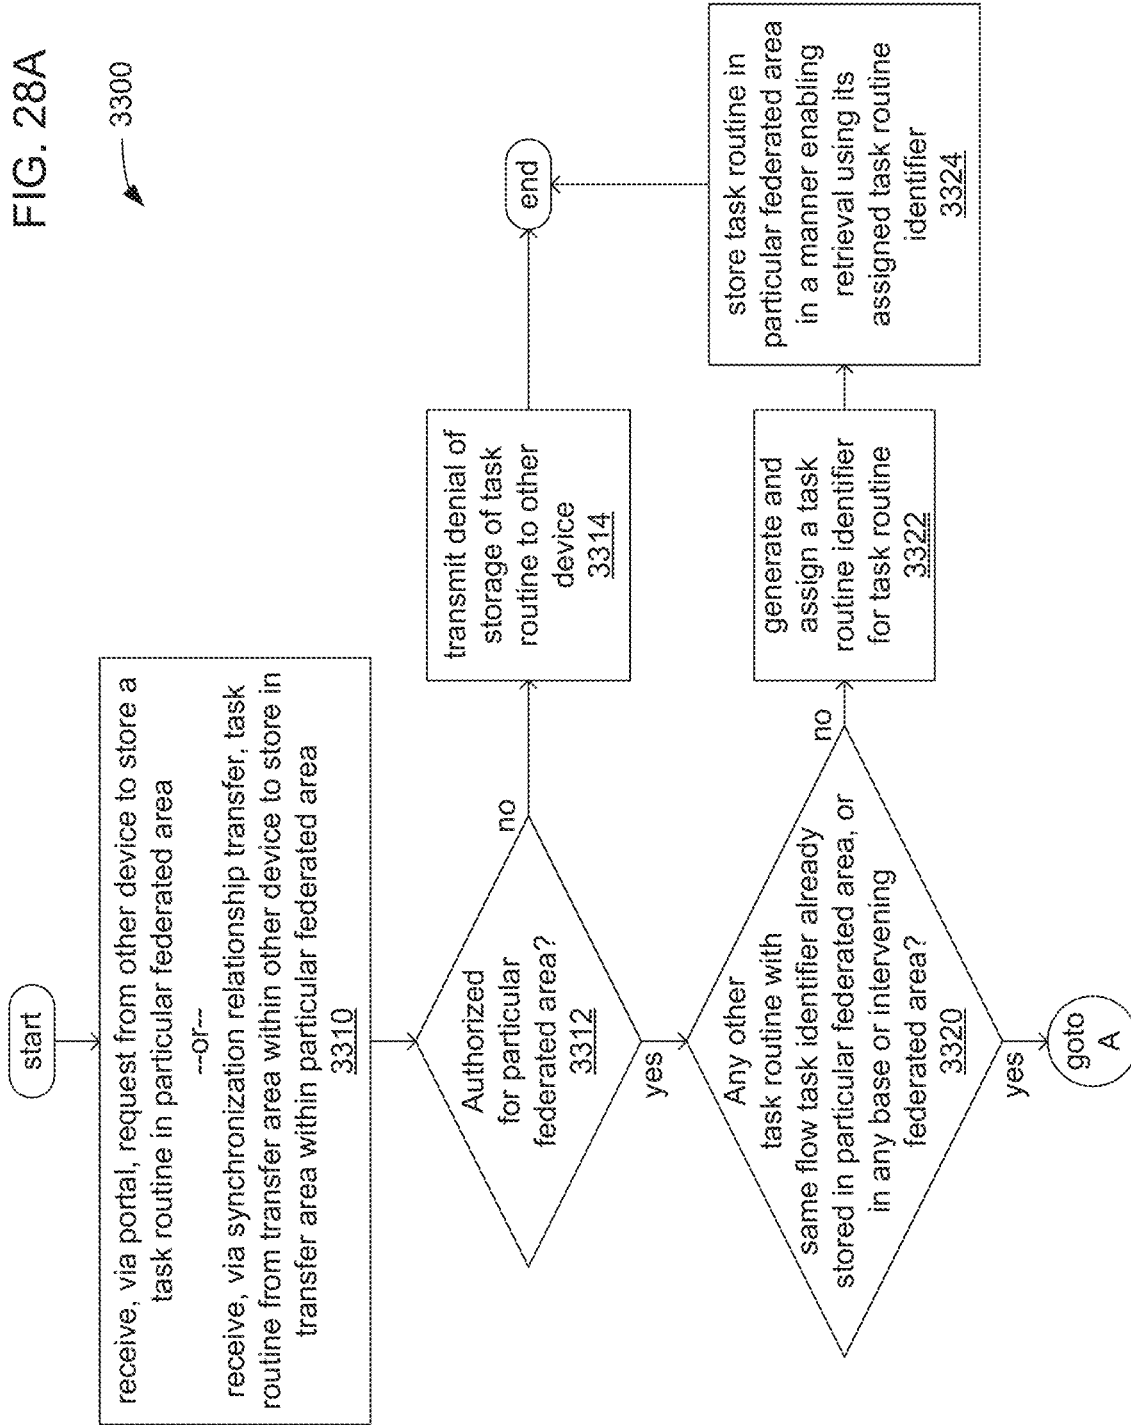 FIG. 28A
3300
start
receive, via portal, request from other device to store a
task routine in particular federated area
--or--
receive, via synchronization relationship transfer, task
routine from transfer area within other device to store in
transfer area within particular federated area
3310
Authorized
for particular
federated area?
3312
no
yes
transmit denial of
storage of task
routine to other
device
3314
end
Any other
task routine with
same flow task identifier already
stored in particular federated area, or
in any base or intervening
federated area?
3320
no
yes
generate and
assign a task
routine identifier
for task routine
3322
store task routine in
particular federated area
in a manner enabling
retrieval using its
assigned task routine
identifier
3324
goto
A